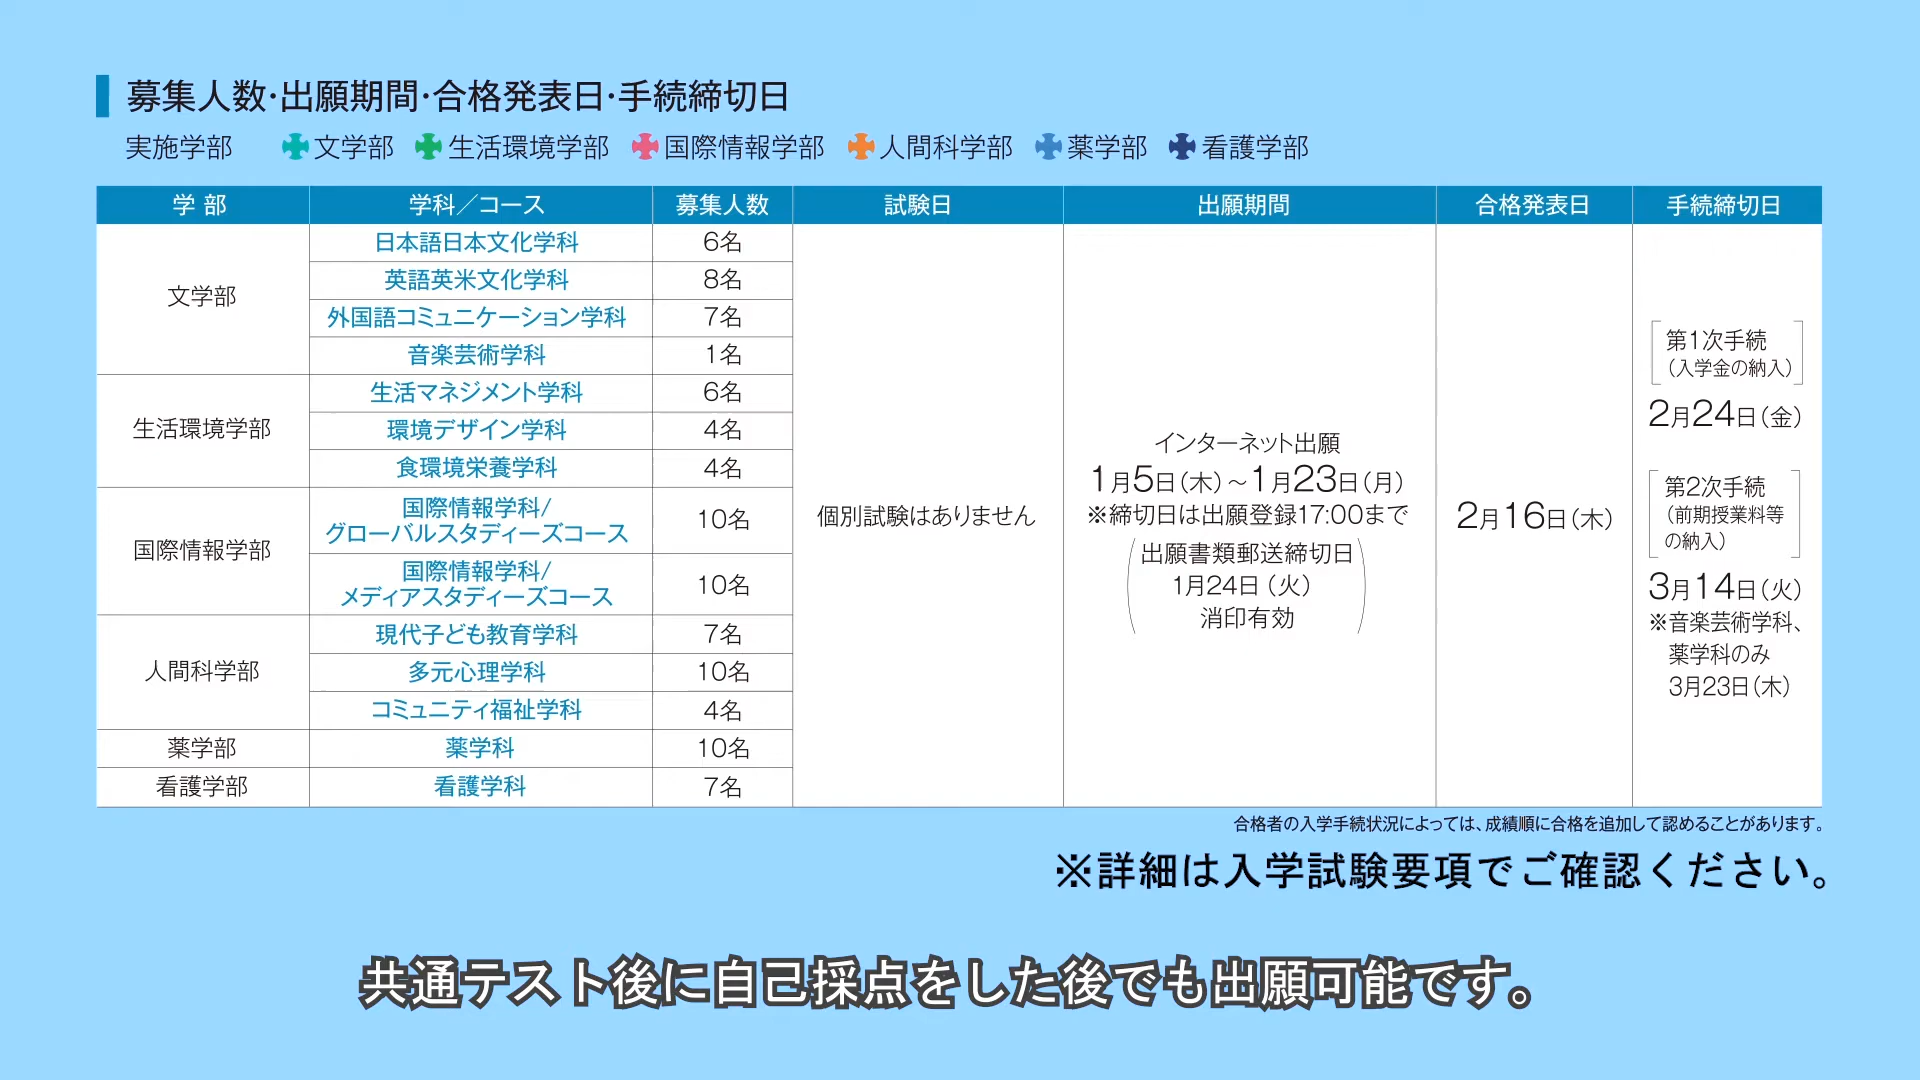 募集人数･出願期間･合格発表日･手続締切日
実施学部 文学部 生活環境学部 国際情報学部 人間科学部 薬学部 看護学部
学部 学科／コース 募集人数 試験日 出願期間 合格発表日 手続締切日
文学部
日本語日本文化学科 6名
英語英米文化学科 8名
外国語コミュニケーション学科 7名
音楽芸術学科 1名
生活環境学部
生活マネジメント学科 6名
環境デザイン学科 4名
食環境栄養学科 4名
国際情報学部
国際情報学科/
グローバルスタディーズコース
10名
国際情報学科/
メディアスタディーズコース
10名
人間科学部
現代子ども教育学科 7名
多元心理学科 10名
コミュニティ福祉学科 4名
薬学部 薬学科 10名
看護学部 看護学科 7名
個別試験はありません
インターネット出願
1月5日（木）～1月23日（月）
※締切日は出願登録17:00まで
出願書類郵送締切日
1月24日（火）
消印有効
2月16日（木）
第1次手続
（入学金の納入）
2月24日（金）
第2次手続
（前期授業料等
の納入）
3月14日（火）
※音楽芸術学科、
薬学科のみ
3月23日（木）
合格者の入学手続状況によっては、成績順に合格を追加して認めることがあります。
※詳細は入学試験要項でご確認ください。
共通テスト後に自己採点をした後でも出願可能です。